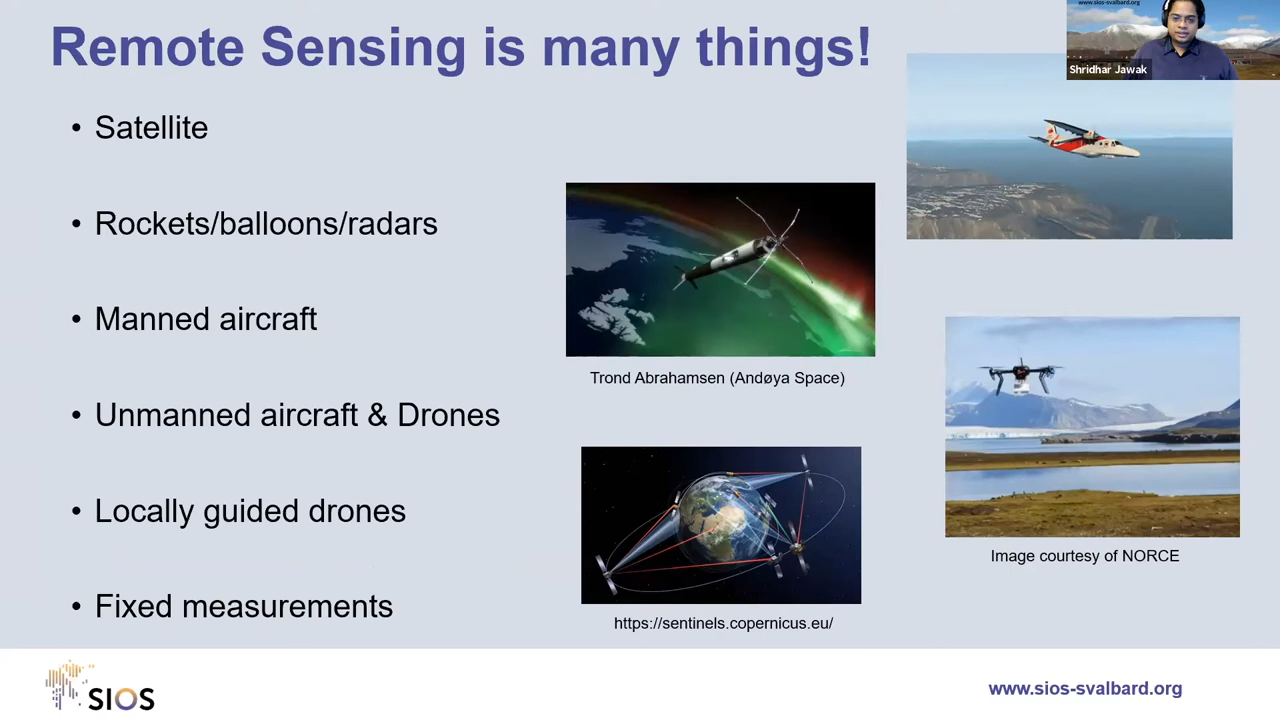 Remote Sensing is many things!
www.sios-svalbard.org
Shridhar Jawak
• Satellite
• Rockets/balloons/radars
• Manned aircraft
• Unmanned aircraft & Drones
• Locally guided drones
• Fixed measurements
Trond Abrahamsen (Andøya Space)
https://sentinels.copernicus.eu/
Image courtesy of NORCE
SIOS
www.sios-svalbard.org